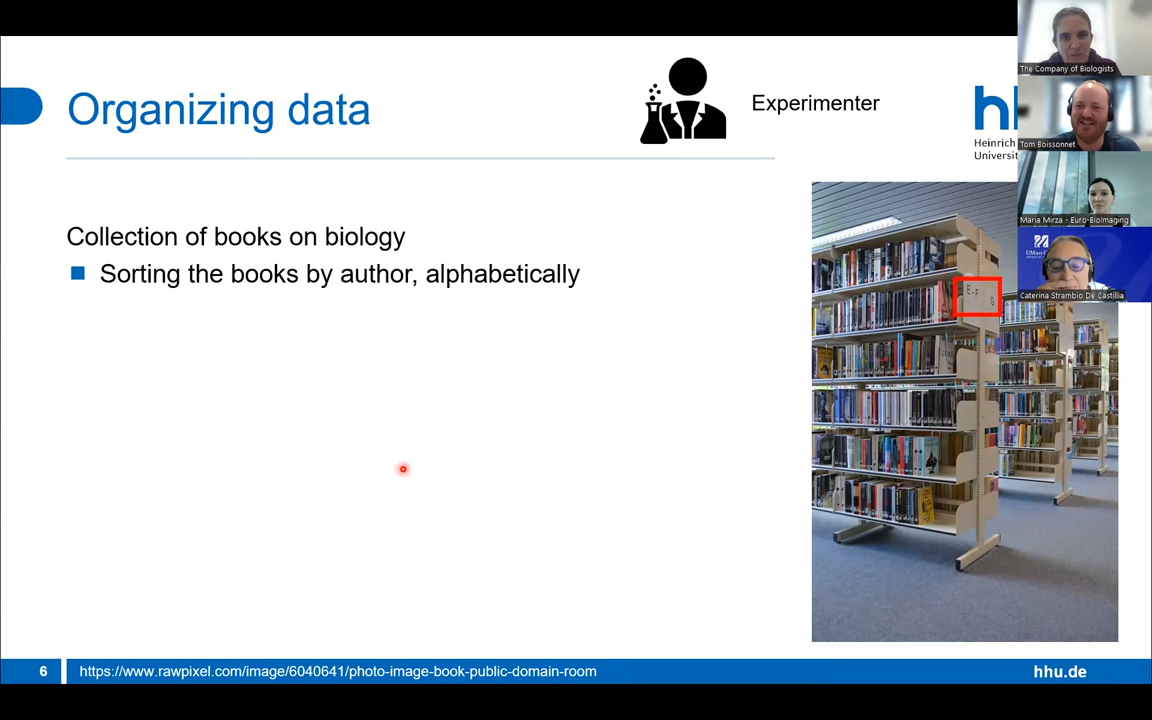 Organizing data
Experimenter
h
Heinrich
Universit
Collection of books on biology
Sorting the books by author, alphabetically
E-F
G
The Company of Biologists
Tom Boissonnet
Maria Mirza - Euro-BioImaging
UMass
Caterina Strambio De Castillia
6
https://www.rawpixel.com/image/6040641/photo-image-book-public-domain-room
hhu.de